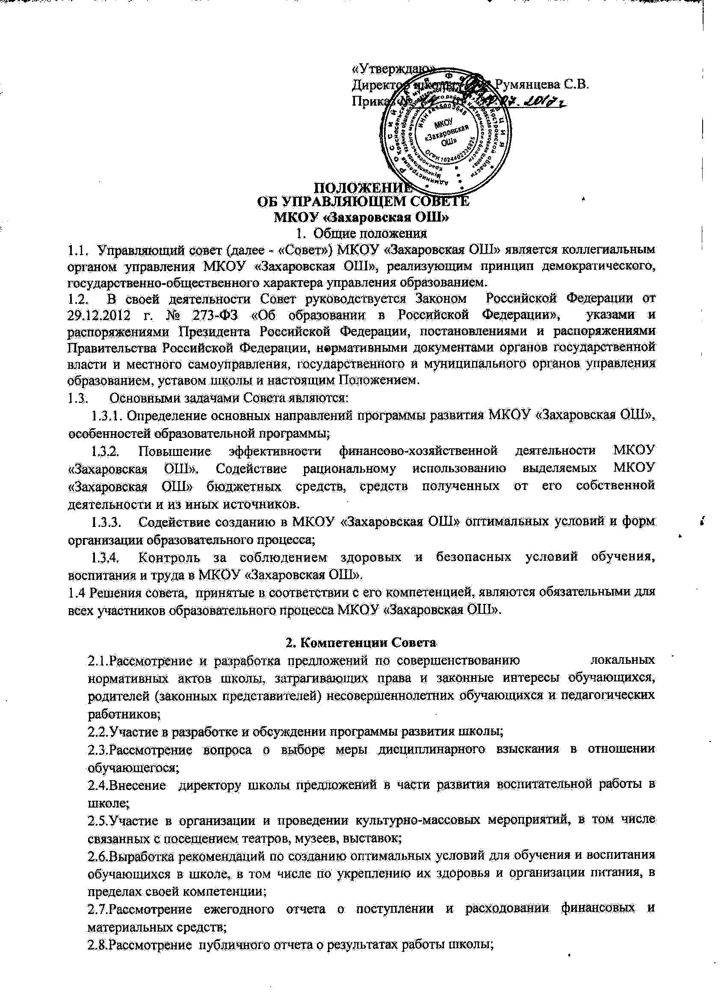 «Утверждаю»
Директор школы Румянцева С.В.
Приказ № от 07.2017 г
Российская Федерация
ИНН 4415003648
МКОУ
«Захаровская
ОШ»
ОГРН 1024402236825
ПОЛОЖЕНИЕ
ОБ УПРАВЛЯЮЩЕМ СОВЕТЕ
МКОУ «Захаровская ОШ»
1. Общие положения
1.1. Управляющий совет (далее - «Совет») МКОУ «Захаровская ОШ» является коллегиальным
органом управления МКОУ «Захаровская ОШ», реализующим принцип демократического,
государственно-общественного характера управления образованием.
1.2. В своей деятельности Совет руководствуется Законом Российской Федерации от
29.12.2012 г. № 273-ФЗ «Об образовании в Российской Федерации», указами и
распоряжениями Президента Российской Федерации, постановлениями и распоряжениями
Правительства Российской Федерации, нормативными документами органов государственной
власти и местного самоуправления, государственного и муниципального органов управления
образованием, уставом школы и настоящим Положением.
1.3. Основными задачами Совета являются:
1.3.1. Определение основных направлений программы развития МКОУ «Захаровская ОШ»,
особенностей образовательной программы;
1.3.2. Повышение эффективности финансово-хозяйственной деятельности МКОУ
«Захаровская ОШ». Содействие рациональному использованию выделяемых МКОУ
«Захаровская ОШ» бюджетных средств, средств полученных от его собственной
деятельности и из иных источников.
1.3.3. Содействие созданию в МКОУ «Захаровская ОШ» оптимальных условий и форм
организации образовательного процесса;
1.3.4. Контроль за соблюдением здоровых и безопасных условий обучения,
воспитания и труда в МКОУ «Захаровская ОШ».
1.4 Решения совета, принятые в соответствии с его компетенцией, являются обязательными для
всех участников образовательного процесса МКОУ «Захаровская ОШ».
2. Компетенции Совета
2.1.Рассмотрение и разработка предложений по совершенствованию локальных
нормативных актов школы, затрагивающих права и законные интересы обучающихся,
родителей (законных представителей) несовершеннолетних обучающихся и педагогических
работников;
2.2.Участие в разработке и обсуждении программы развития школы;
2.3.Рассмотрение вопроса о выборе меры дисциплинарного взыскания в отношении
обучающегося;
2.4.Внесение директору школы предложений в части развития воспитательной работы в
школе;
2.5.Участие в организации и проведении культурно-массовых мероприятий, в том числе
связанных с посещением театров, музеев, выставок;
2.6.Выработка рекомендаций по созданию оптимальных условий для обучения и воспитания
обучающихся в школе, в том числе по укреплению их здоровья и организации питания, в
пределах своей компетенции;
2.7.Рассмотрение ежегодного отчета о поступлении и расходовании финансовых и
материальных средств;
2.8.Рассмотрение публичного отчета о результатах работы школы;